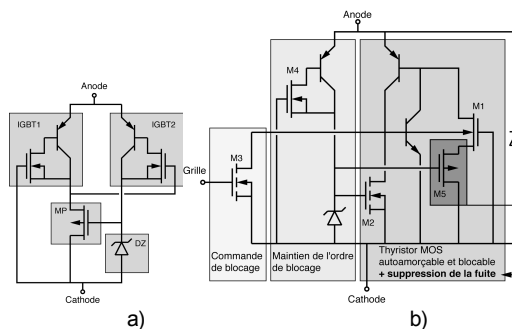 Anode
IGBT1
IGBT2
MP
DZ
Cathode
a)
Anode
M4
M1
M3
Grille
M5
M2
Z
Commande
de blocage
Maintien de l'ordre
de blocage
Thyristor MOS
autoamorçable et blocable
+ suppression de la fuite
Cathode
b)